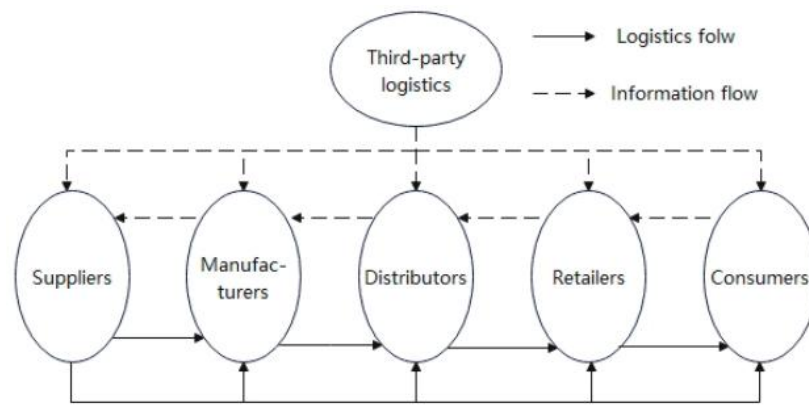 Third-party
logistics
Logistics folw
Information flow
Suppliers
Manufac-
turers
Distributors
Retailers
Consumers